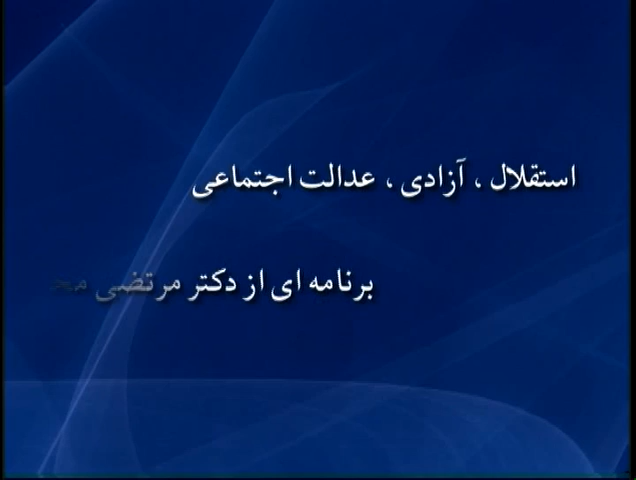 استقلال ، آزادی ، عدالت اجتماعی
برنامه ای از دکتر مرتضی